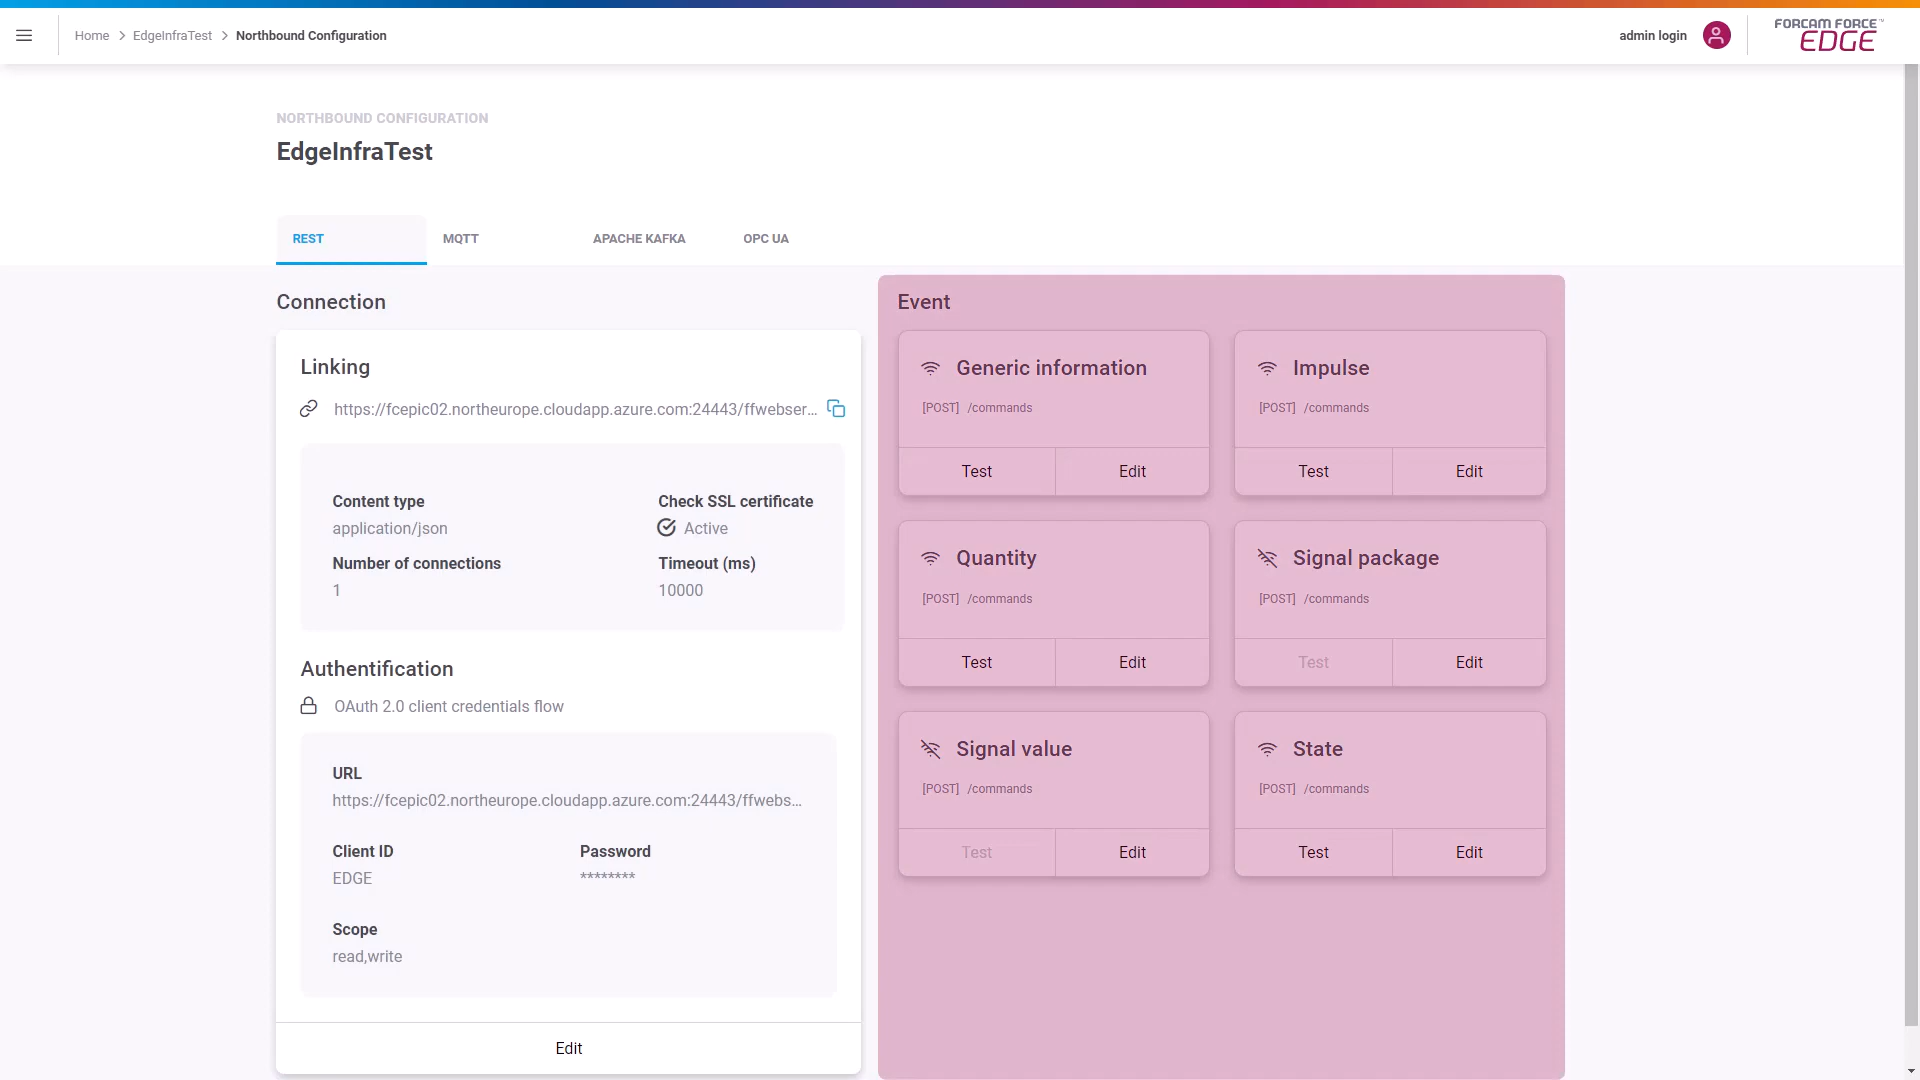 Home > EdgeInfraTest > Northbound Configuration
admin login
FORCAM FORCE™
EDGE
NORTHBOUND CONFIGURATION
EdgeInfraTest
REST MQTT APACHE KAFKA OPC UA
Connection
Linking
https://fcepic02.northeurope.cloudapp.azure.com:24443/ffwebser...
Content type Check SSL certificate
application/json Active
Number of connections Timeout (ms)
1 10000
Authentification
OAuth 2.0 client credentials flow
URL
https://fcepic02.northeurope.cloudapp.azure.com:24443/ffwebs...
Client ID Password
EDGE ********
Scope
read,write
Edit
Event
Generic information
[POST] /commands
Test Edit
Impulse
[POST] /commands
Test Edit
Quantity
[POST] /commands
Test Edit
Signal package
[POST] /commands
Test Edit
Signal value
[POST] /commands
Test Edit
State
[POST] /commands
Test Edit